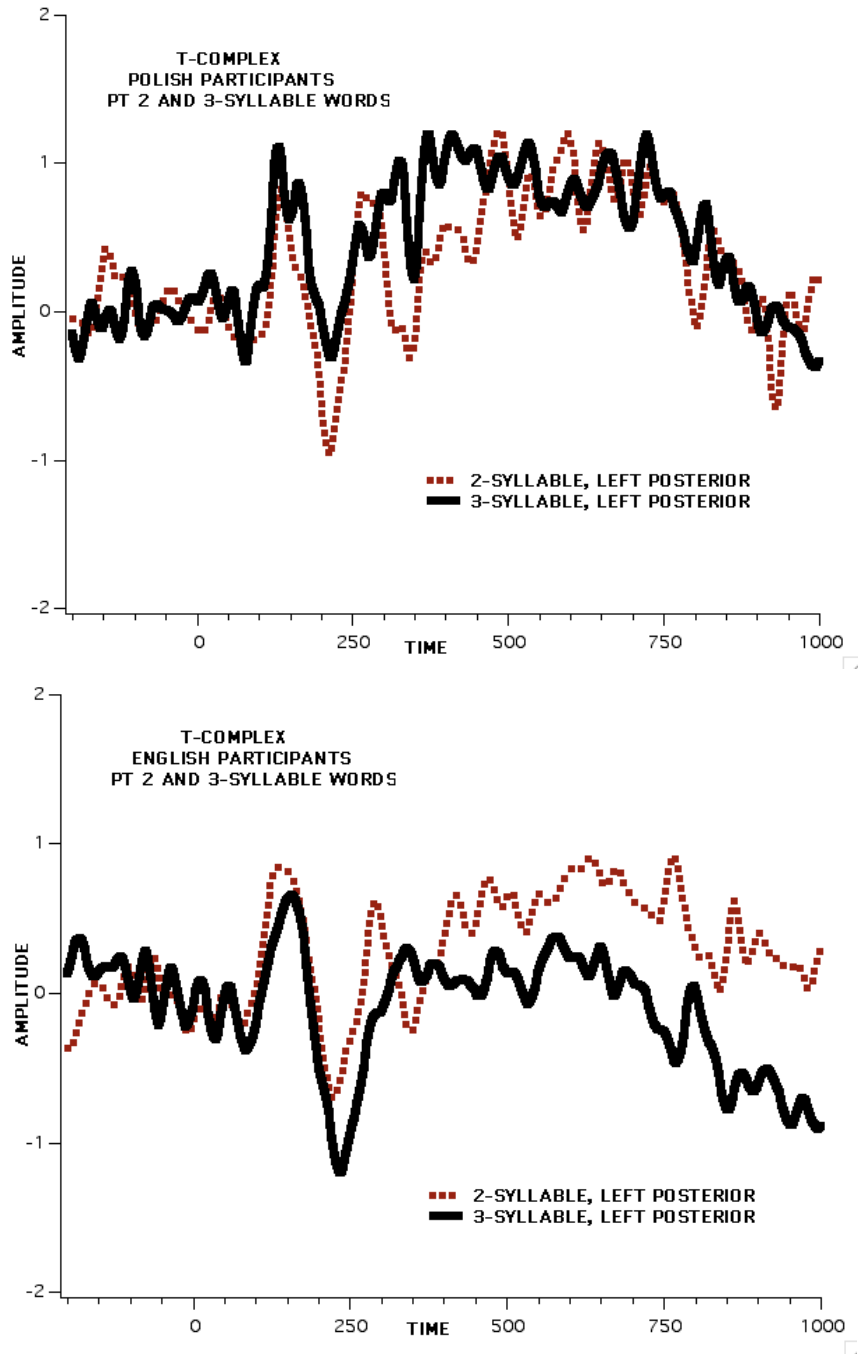 2
T-COMPLEX
POLISH PARTICIPANTS
PT 2 AND 3-SYLLABLE WORDS
1
AMPLITUDE
0
-1
2-SYLLABLE, LEFT POSTERIOR
3-SYLLABLE, LEFT POSTERIOR
-2
0 250 500 750 1000
TIME
2
T-COMPLEX
ENGLISH PARTICIPANTS
PT 2 AND 3-SYLLABLE WORDS
1
AMPLITUDE
0
-1
2-SYLLABLE, LEFT POSTERIOR
3-SYLLABLE, LEFT POSTERIOR
-2
0 250 500 750 1000
TIME